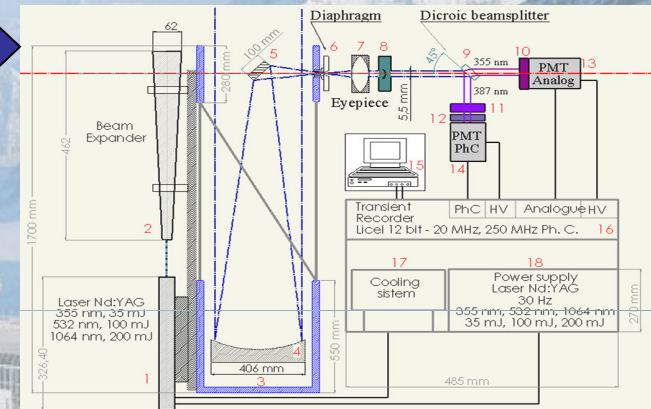 62
Diaphragm
Dicroic beamsplitter
6
7
8
9
10
13
100 mm
5
45°
355 nm
387 nm
PMT
Analog
260 mm
Eyepiece
5,5 mm
11
12
PMT
PhC
14
Beam
Expander
462
1700 mm
2
15
Transient
Recorder
PhC
HV
Analogue
HV
Licel 12 bit - 20 MHz, 250 MHz Ph. C.
16
17
18
Cooling
sistem
Power supply
Laser Nd:YAG
30 Hz
355 nm, 532 nm, 1064 nm
35 mJ, 100 mJ, 200 mJ
270 mm
Laser Nd:YAG
355 nm, 35 mJ
532 nm, 100 mJ
1064 nm, 200 mJ
326,40
1
4
406 mm
3
550 mm
485 mm